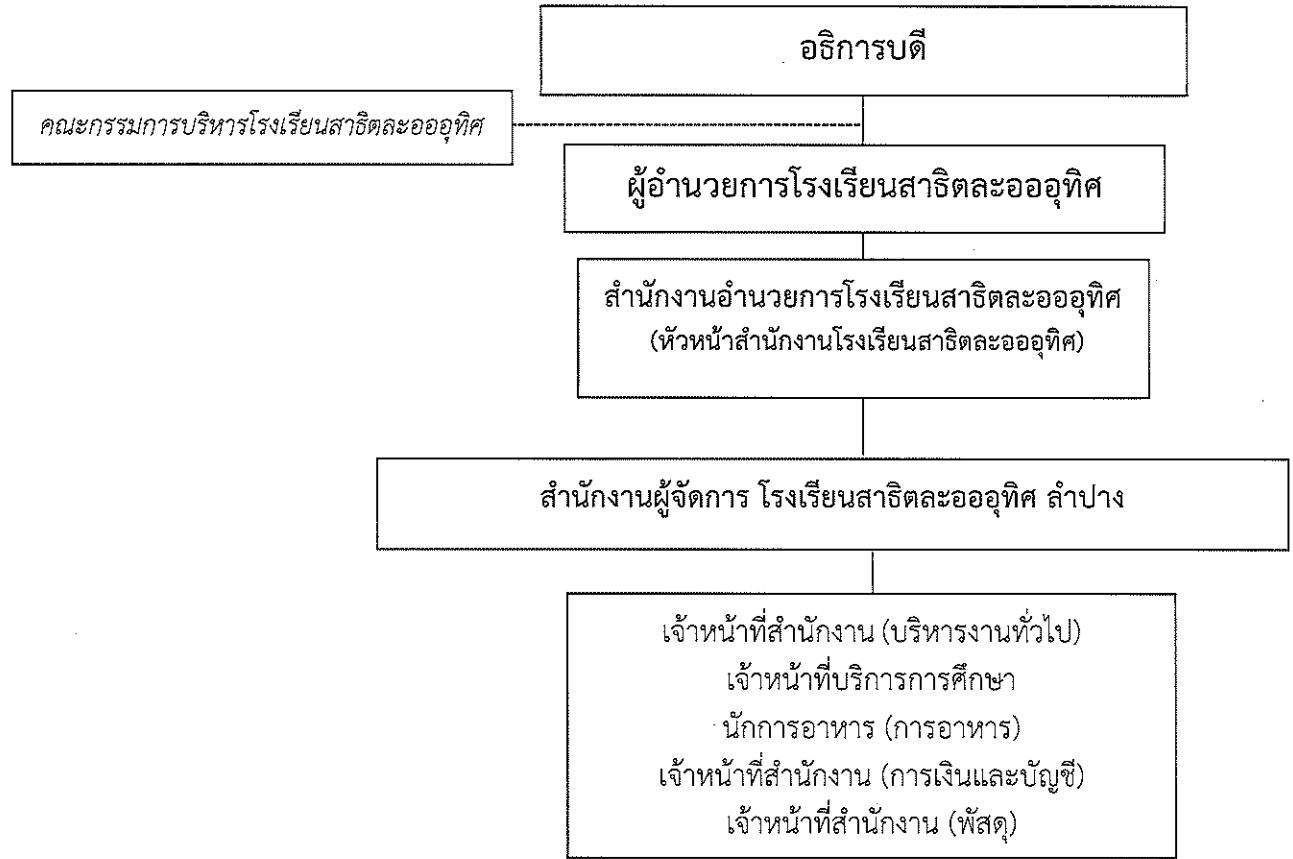 อธิการบดี
คณะกรรมการบริหารโรงเรียนสาธิตละอออุทิศ
ผู้อำนวยการโรงเรียนสาธิตละอออุทิศ
สำนักงานอำนวยการโรงเรียนสาธิตละอออุทิศ
(หัวหน้าสำนักงานโรงเรียนสาธิตละอออุทิศ)
สำนักงานผู้จัดการ โรงเรียนสาธิตละอออุทิศ ลำปาง
เจ้าหน้าที่สำนักงาน (บริหารงานทั่วไป)
เจ้าหน้าที่บริการการศึกษา
นักการอาหาร (การอาหาร)
เจ้าหน้าที่สำนักงาน (การเงินและบัญชี)
เจ้าหน้าที่สำนักงาน (พัสดุ)